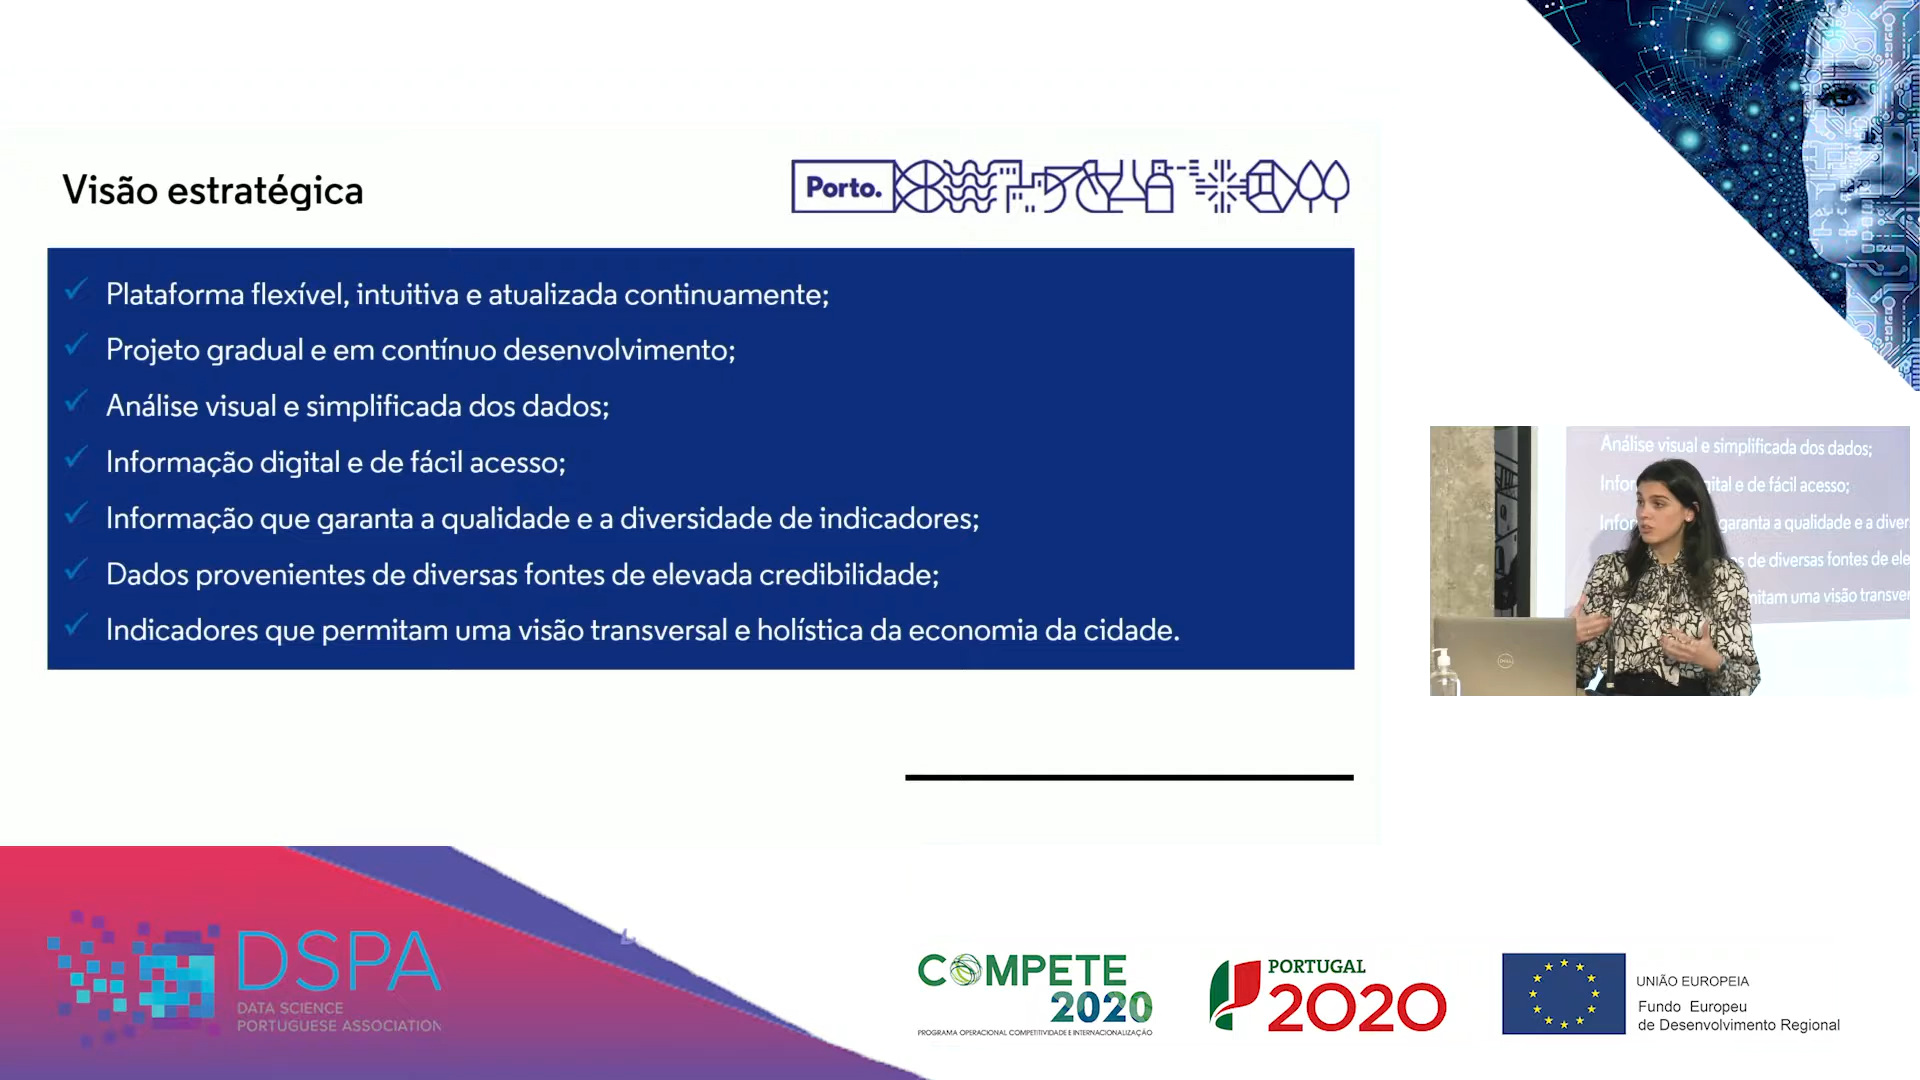 Visão estratégica
Porto.
Plataforma flexível, intuitiva e atualizada continuamente;
Projeto gradual e em contínuo desenvolvimento;
Análise visual e simplificada dos dados;
Informação digital e de fácil acesso;
Informação que garanta a qualidade e a diversidade de indicadores;
Dados provenientes de diversas fontes de elevada credibilidade;
Indicadores que permitam uma visão transversal e holística da economia da cidade.
Análise visual e simplificada dos dados;
Infor ital e de fácil acesso;
Infor garanta a qualidade e a diver
s de diversas fontes de ele
mitam uma visão transver
DELL
DSPA
DATA SCIENCE
PORTUGUESE ASSOCIATION
COMPETE
2020
PROGRAMA OPERACIONAL COMPETITIVIDADE E INTERNACIONALIZAÇÃO
PORTUGAL
2020
UNIÃO EUROPEIA
Fundo Europeu
de Desenvolvimento Regional